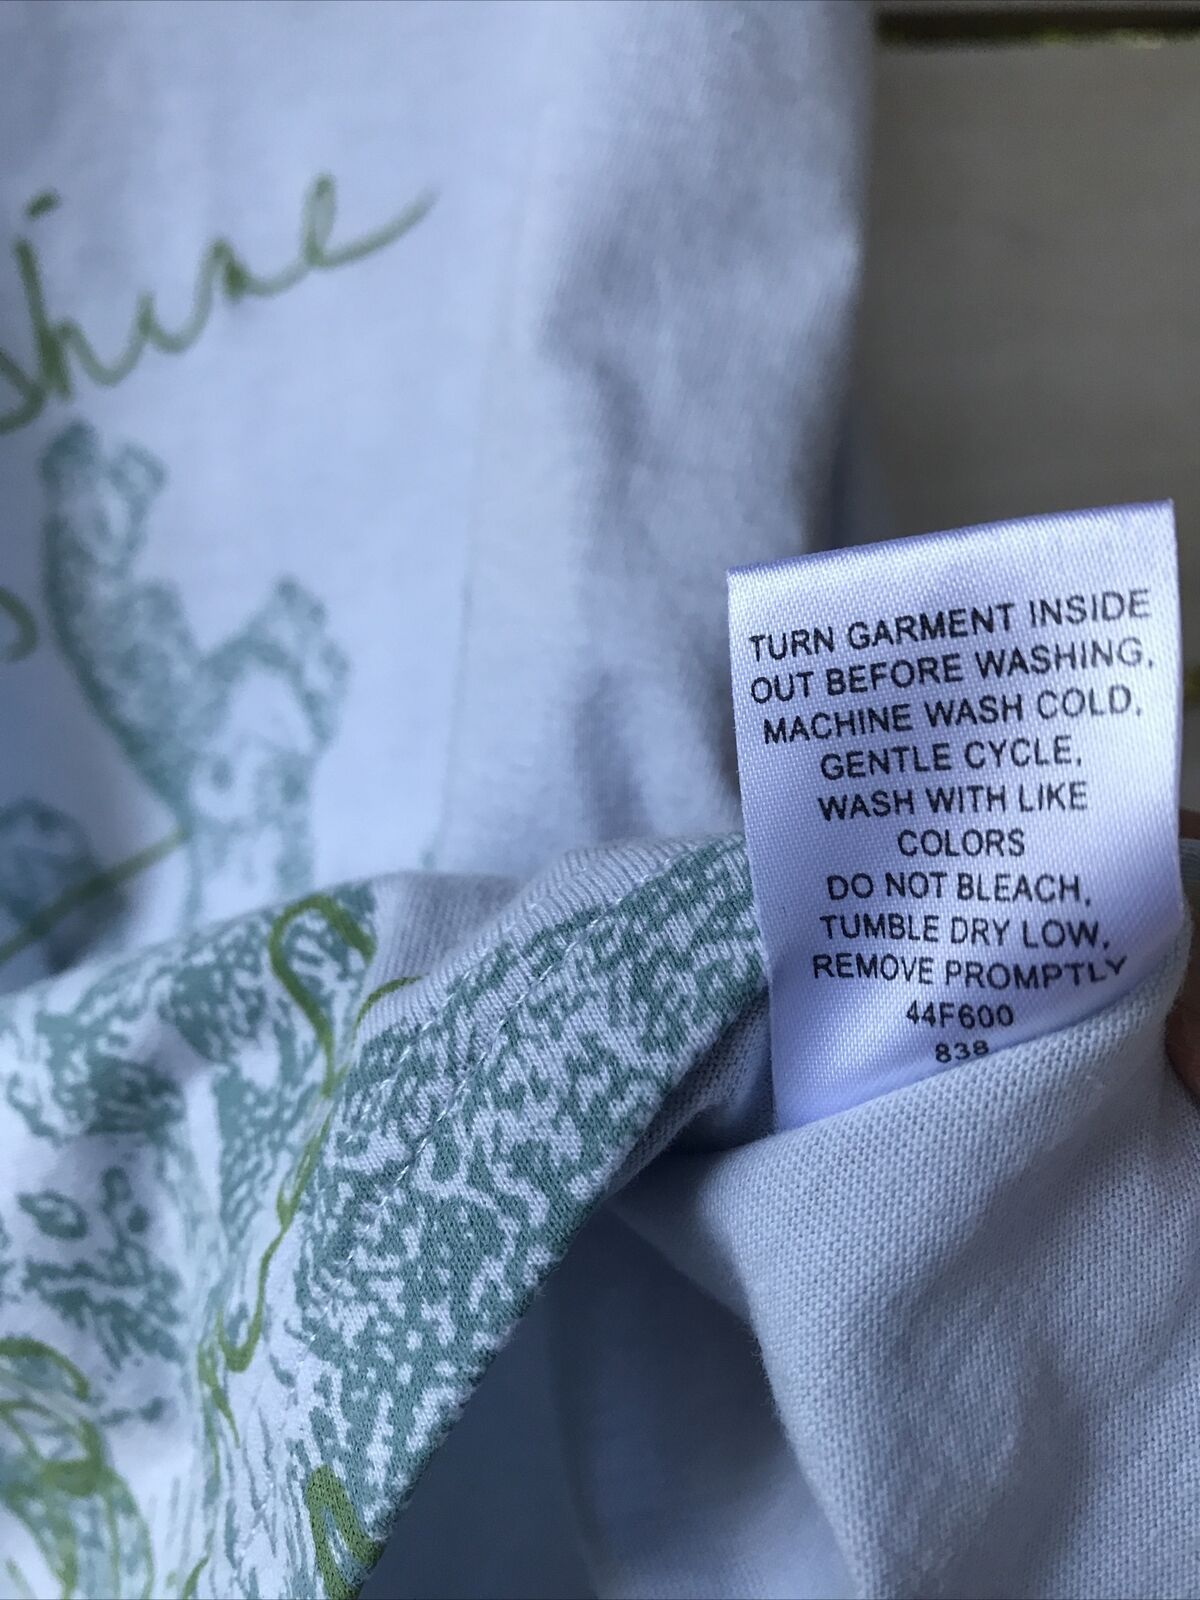 shine
TURN GARMENT INSIDE
OUT BEFORE WASHING,
MACHINE WASH COLD,
GENTLE CYCLE,
WASH WITH LIKE
COLORS
DO NOT BLEACH,
TUMBLE DRY LOW,
REMOVE PROMPTLY
44F600
838